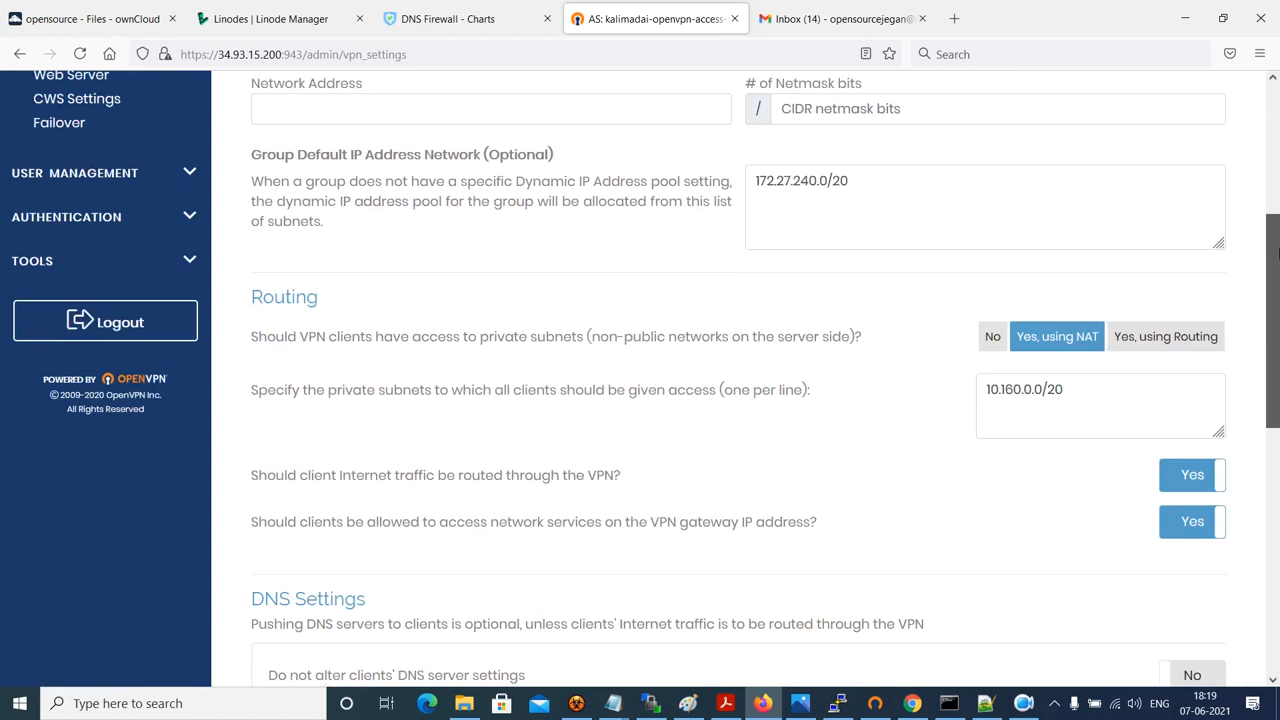 opensource - Files - ownCloud
Linodes | Linode Manager
DNS Firewall - Charts
AS: kalimadai-openvpn-access-
Inbox (14) - opensourcejegan@
https://34.93.15.200:943/admin/vpn_settings
Search
Web Server
CWS Settings
Failover
USER MANAGEMENT
AUTHENTICATION
TOOLS
Logout
POWERED BY OPENVPN
© 2009-2020 OpenVPN Inc.
All Rights Reserved
Network Address
# of Netmask bits
/ CIDR netmask bits
Group Default IP Address Network (Optional)
When a group does not have a specific Dynamic IP Address pool setting,
the dynamic IP address pool for the group will be allocated from this list
of subnets.
172.27.240.0/20
Routing
Should VPN clients have access to private subnets (non-public networks on the server side)?
No
Yes, using NAT
Yes, using Routing
Specify the private subnets to which all clients should be given access (one per line):
10.160.0.0/20
Should client Internet traffic be routed through the VPN?
Yes
Should clients be allowed to access network services on the VPN gateway IP address?
Yes
DNS Settings
Pushing DNS servers to clients is optional, unless clients' Internet traffic is to be routed through the VPN
Do not alter clients' DNS server settings
No
Type here to search
ENG
18:19
07-06-2021